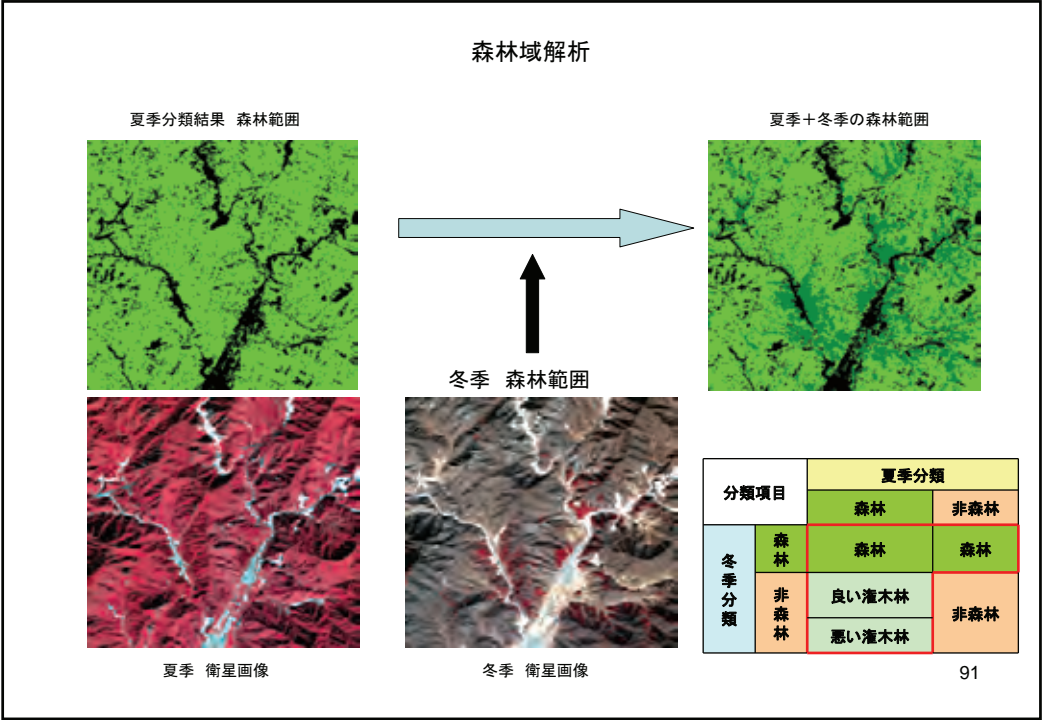 森林域解析
夏季分類結果 森林範囲
夏季＋冬季の森林範囲
冬季 森林範囲
夏季 衛星画像
冬季 衛星画像
分類項目
夏季分類
森林
非森林
冬季分類
森林
森林
森林
非森林
良い灌木林
悪い灌木林
非森林
91